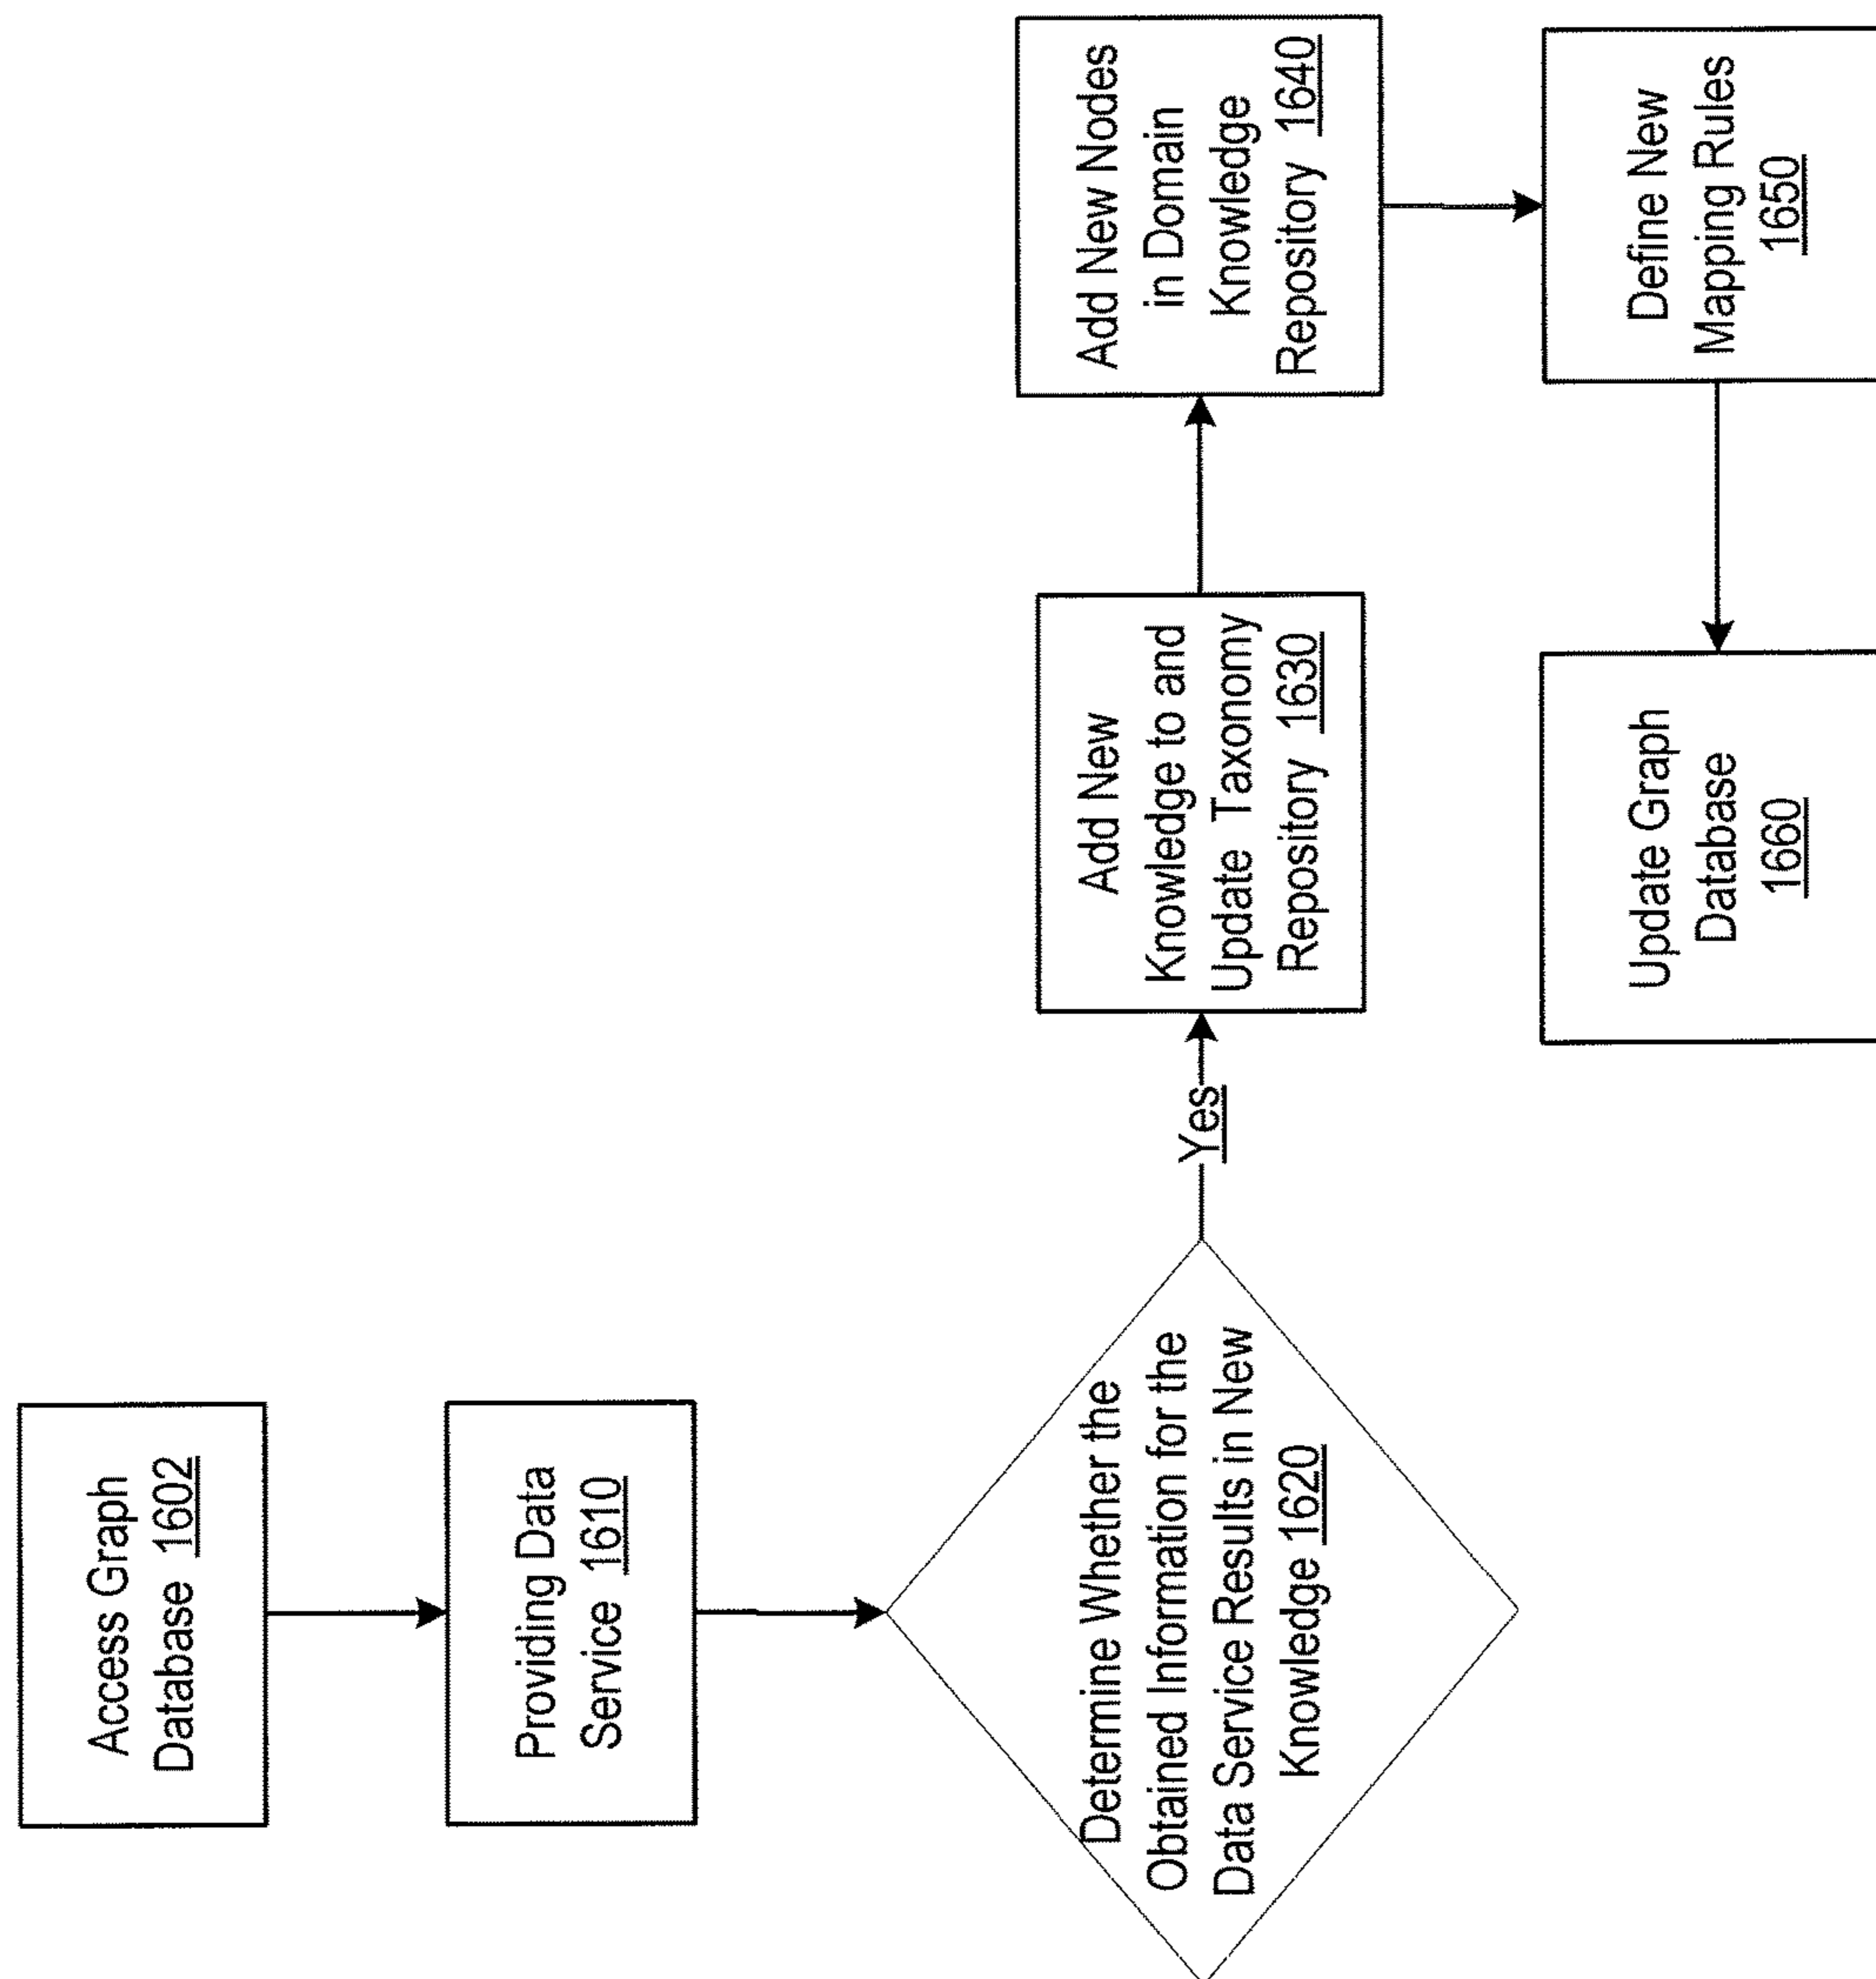 Access Graph
Database 1602
Providing Data
Service 1610
Determine Whether the
Obtained Information for the
Data Service Results in New
Knowledge 1620
Yes
Add New
Knowledge to and
Update Taxonomy
Repository 1630
Add New Nodes
in Domain
Knowledge
Repository 1640
Define New
Mapping Rules
1650
Update Graph
Database
1660